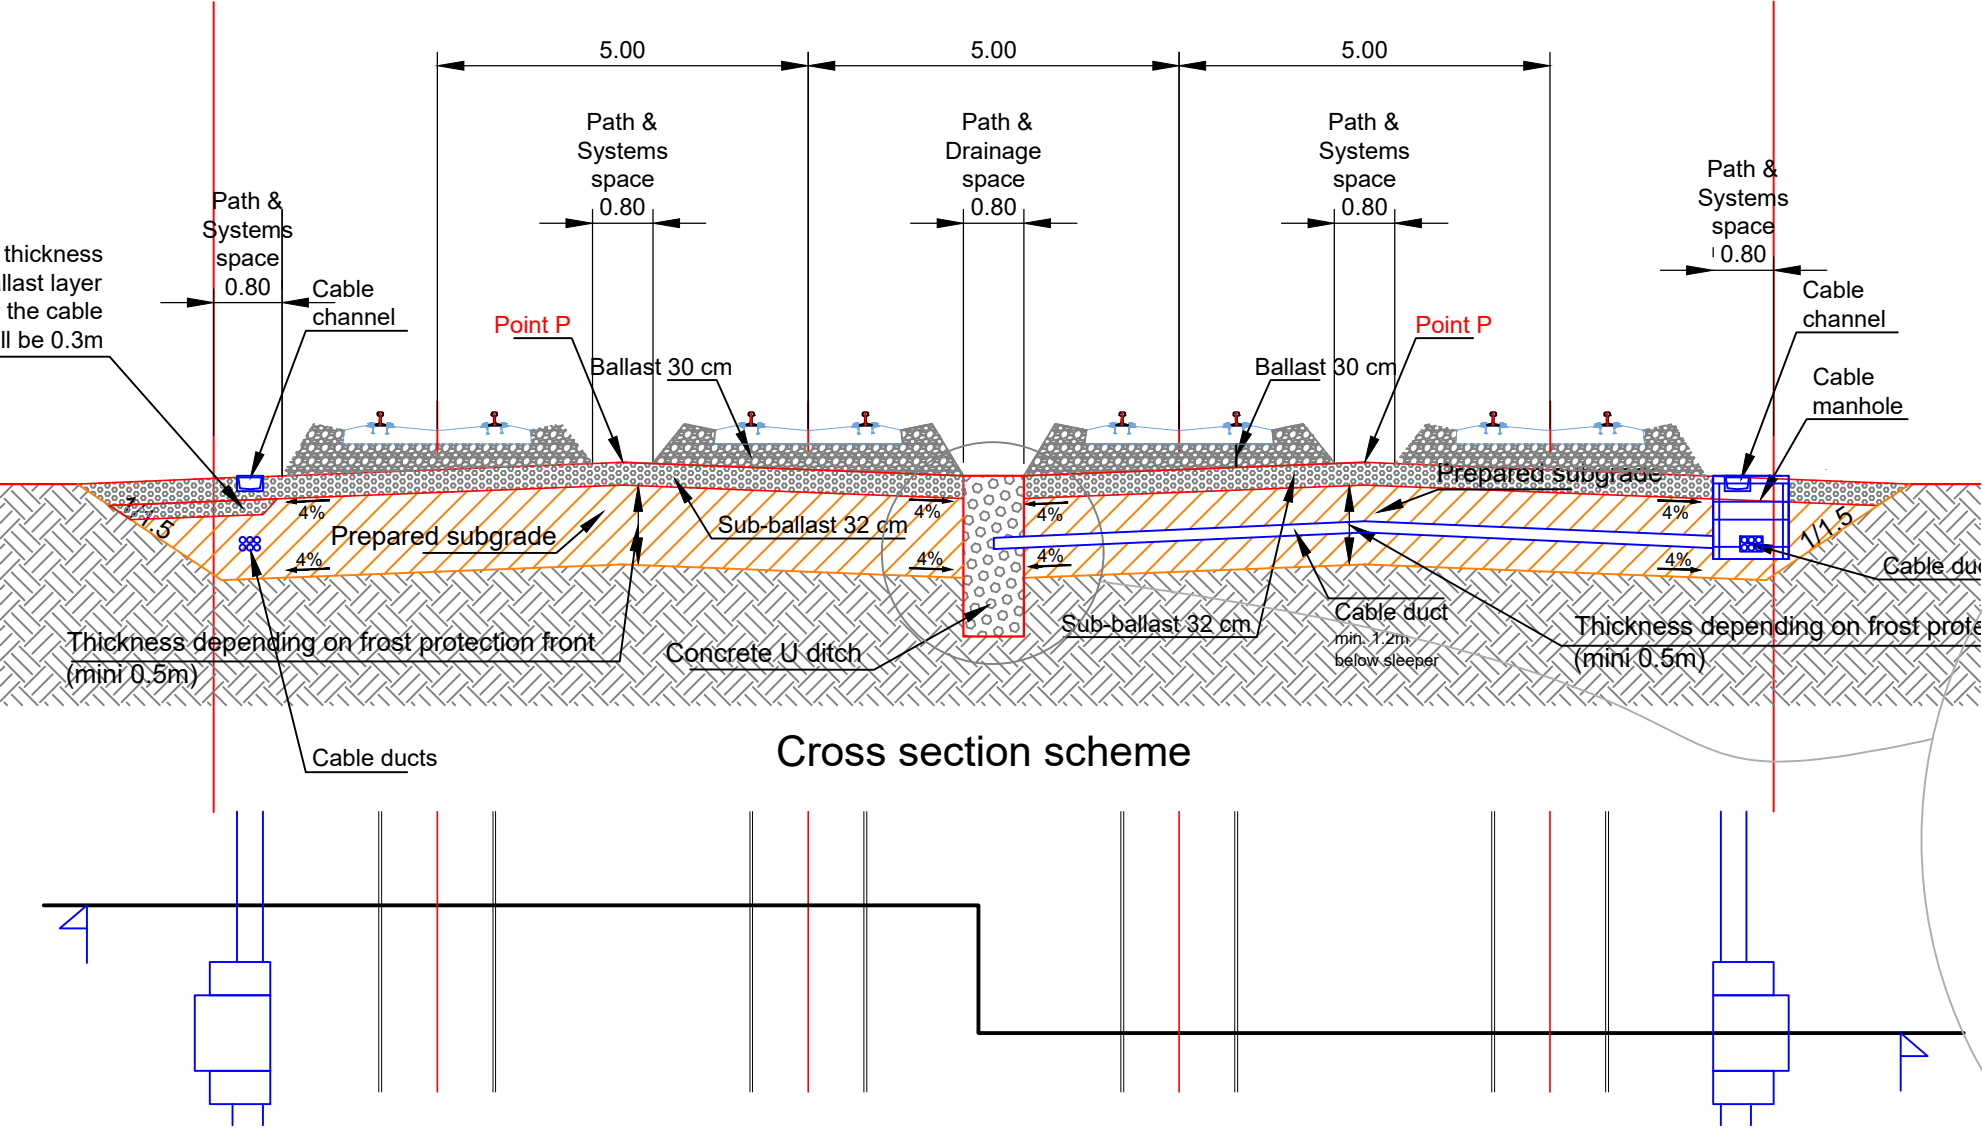 5.00
5.00
5.00
Path &
Systems
space
0.80
Path &
Drainage
space
0.80
Path &
Systems
space
0.80
Path &
Systems
space
0.80
Path &
Systems
space
0.80
thickness
allast layer
the cable
ll be 0.3m
Cable
channel
Point P
Ballast 30 cm
Ballast 30 cm
Point P
Cable
channel
Cable
manhole
1/1.5
4%
Prepared subgrade
4%
Sub-ballast 32 cm
4%
4%
4%
4%
Prepared subgrade
4%
4%
1/1.5
Cable duc
Thickness depending on frost protection front
(mini 0.5m)
Concrete U ditch
Sub-ballast 32 cm
Cable duct
min. 1.2m
below sleeper
Thickness depending on frost prote
(mini 0.5m)
Cable ducts
Cross section scheme